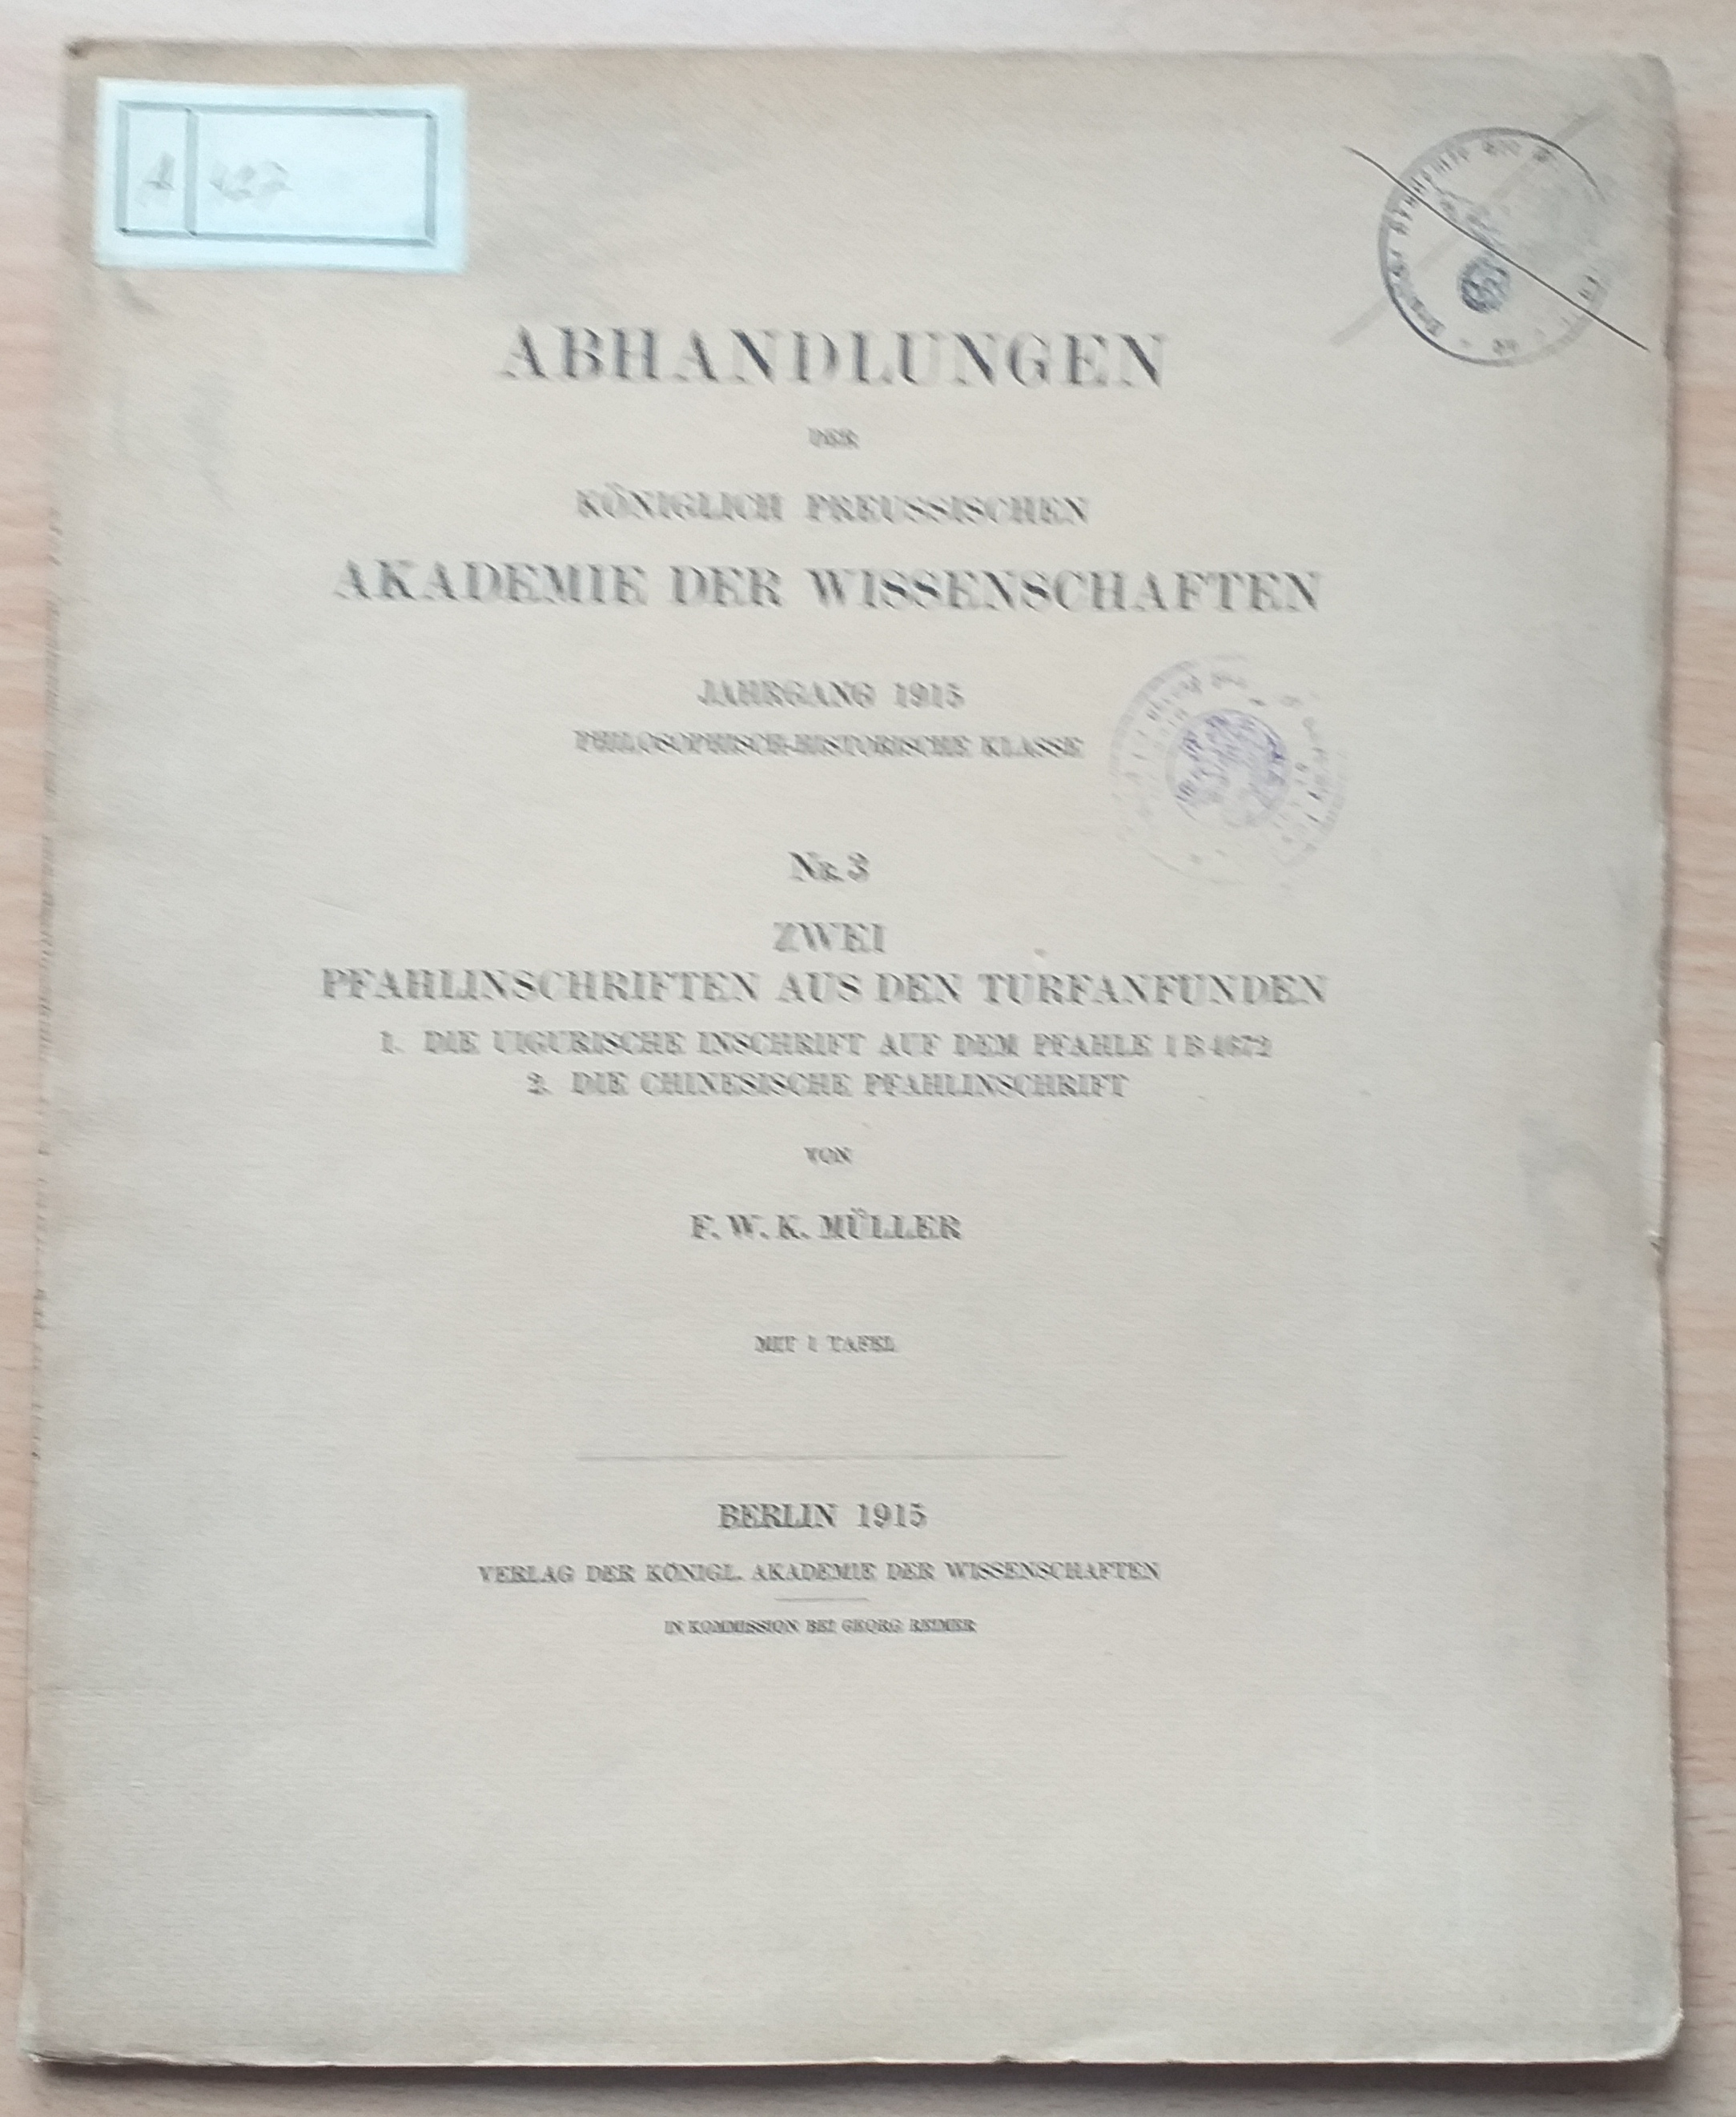 ABHANDLUNGEN
DER
KÖNIGLICH PREUSSISCHEN
AKADEMIE DER WISSENSCHAFTEN
JAHRGANG 1915
PHILOSOPHISCH-HISTORISCHE KLASSE
NR. 3
ZWEI
PFAHLINSCHRIFTEN AUS DEN TURFANFUNDEN
1. DIE UIGURISCHE INSCHRIFT AUF DEM PFAHLE I B 4672
2. DIE CHINESISCHE PFAHLINSCHRIFT
VON
F. W. K. MÜLLER
MIT 1 TAFEL
BERLIN 1915
VERLAG DER KÖNIGL. AKADEMIE DER WISSENSCHAFTEN
IN KOMMISSION BEI GEORG REIMER